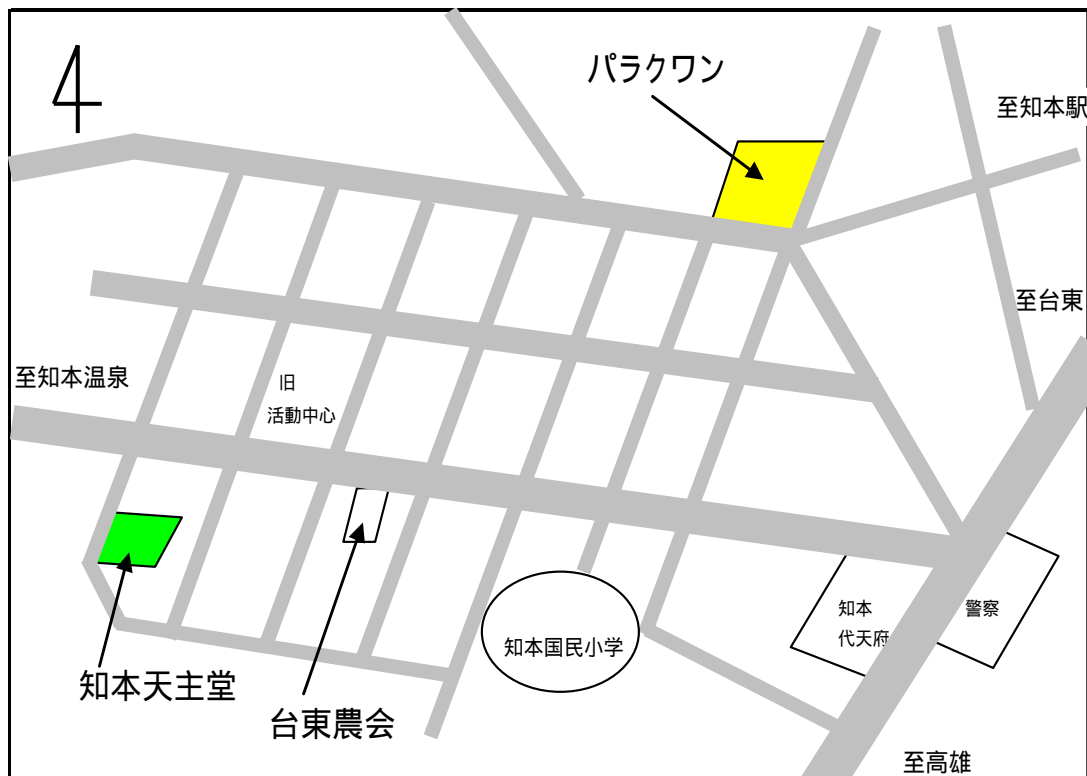 パラクワン
至知本駅
至台東
至知本温泉
旧
活動中心
知本
代天府
警察
知本国民小学
知本天主堂
台東農会
至高雄